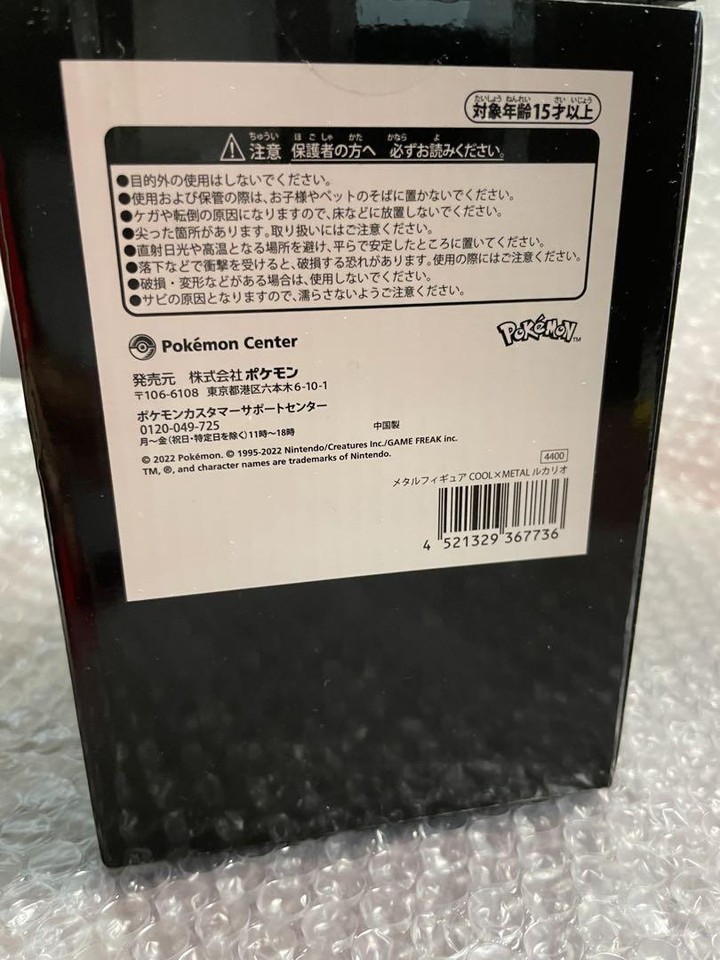 たいしょう ねんれい さい いじょう
対象年齢15才以上
ちゅうい ほごしゃ かた かなら よ
注意 保護者の方へ 必ずお読みください。
●目的外の使用はしないでください。
●使用および保管の際は、お子様やペットのそばに置かないでください。
●ケガや転倒の原因になりますので、床などに放置しないでください。
●尖った箇所があります。取り扱いにはご注意ください。
●直射日光や高温となる場所を避け、平らで安定したところに置いてください。
●落下などで衝撃を受けると、破損する恐れがあります。使用の際にはご注意ください。
●破損・変形などがある場合は、使用しないでください。
●サビの原因となりますので、濡らさないようご注意ください。
Pokémon Center
POKéMON TM
発売元 株式会社ポケモン
〒106-6108 東京都港区六本木6-10-1
ポケモンカスタマーサポートセンター
0120-049-725
月〜金(祝日・特定日を除く)11時〜18時
中国製
© 2022 Pokémon. © 1995-2022 Nintendo/Creatures Inc./GAME FREAK inc.
TM, ®, and character names are trademarks of Nintendo.
4400
メタルフィギュア COOL×METAL ルカリオ
4 521329 367736